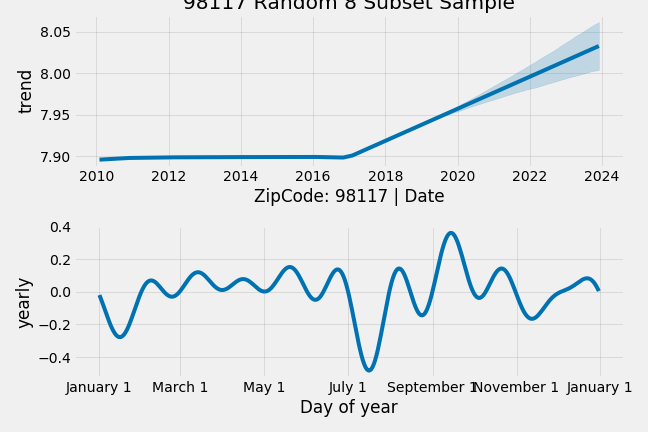 98117 Random 8 Subset Sample
8.05
8.00
7.95
7.90
trend
2010 2012 2014 2016 2018 2020 2022 2024
ZipCode: 98117 | Date
0.4
0.2
0.0
−0.2
−0.4
yearly
January 1 March 1 May 1 July 1 September 1 November 1 January 1
Day of year